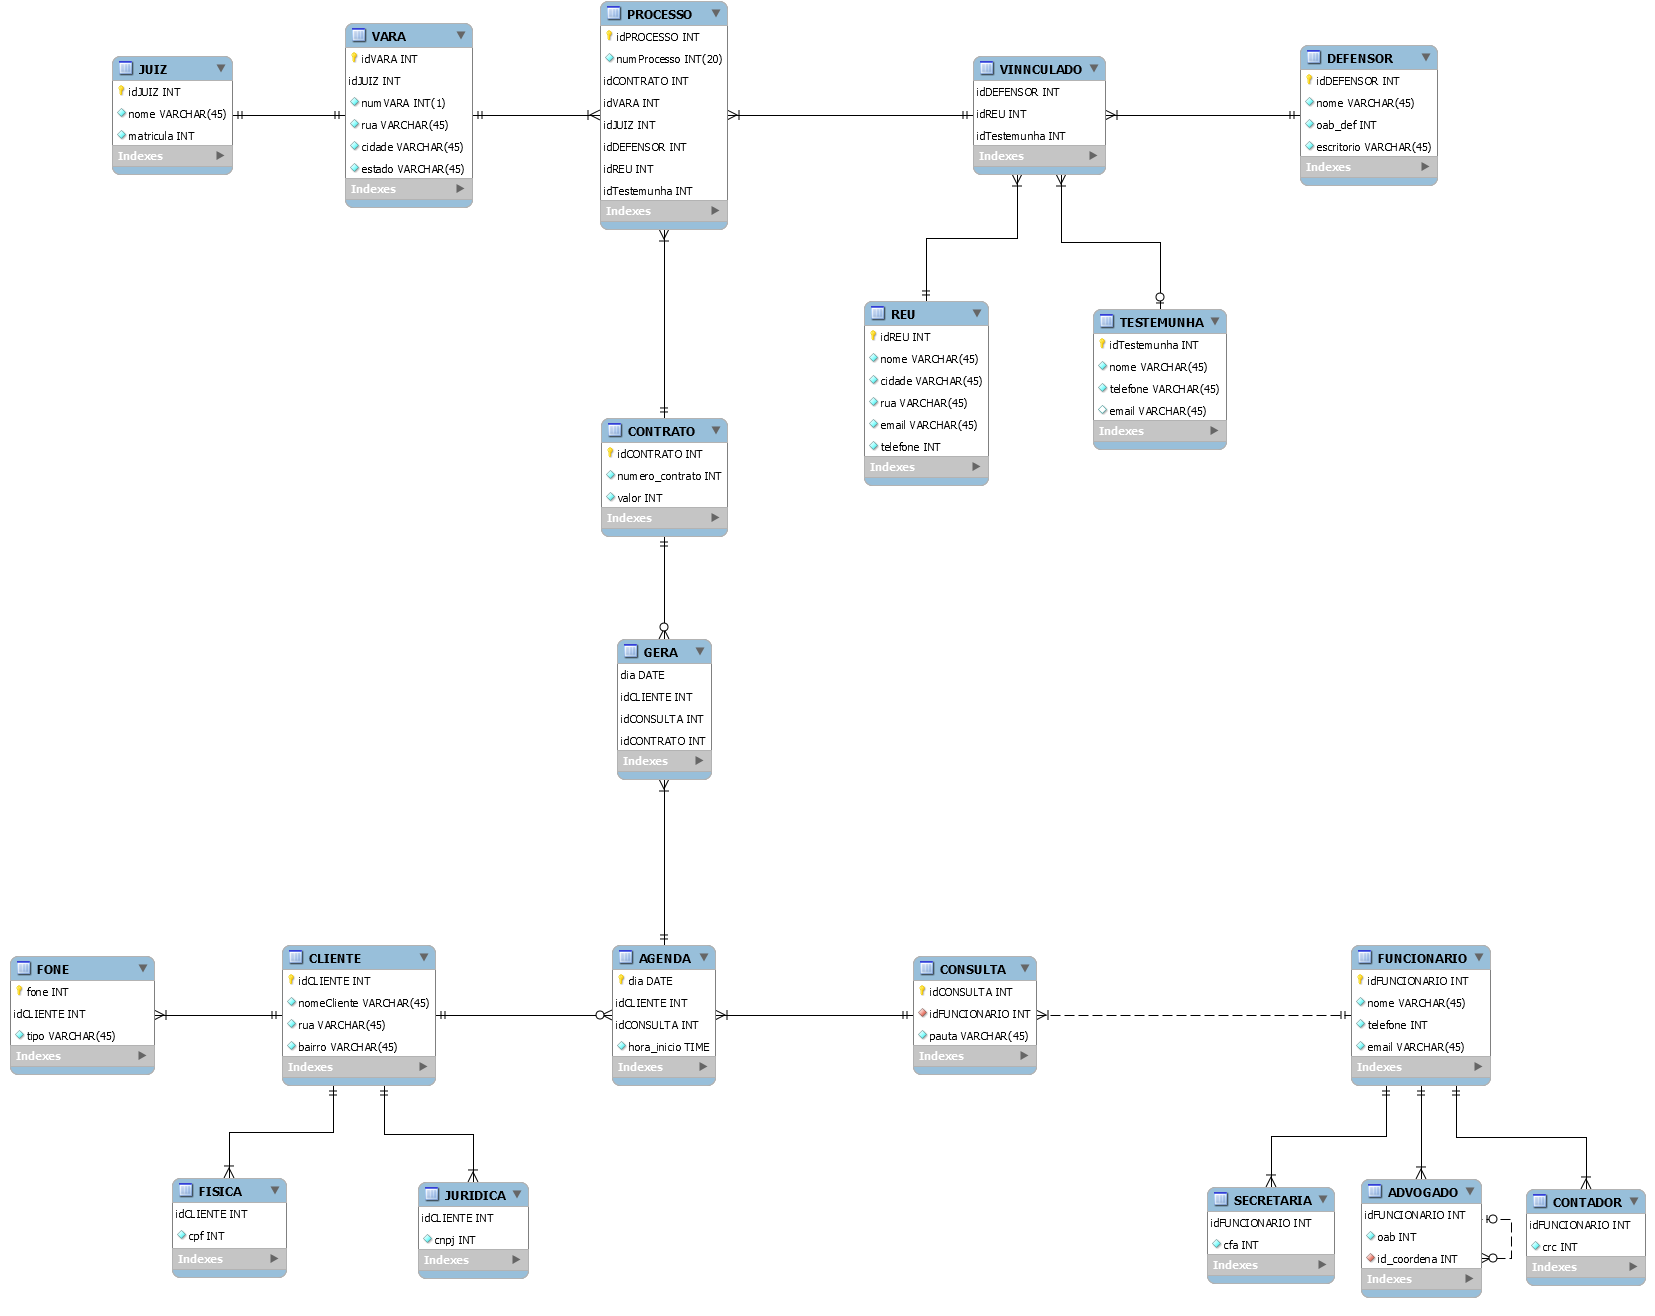 JUIZ
idJUIZ INT
nome VARCHAR(45)
matricula INT
Indexes
VARA
idVARA INT
idJUIZ INT
numVARA INT(1)
rua VARCHAR(45)
cidade VARCHAR(45)
estado VARCHAR(45)
Indexes
PROCESSO
idPROCESSO INT
numProcesso INT(20)
idCONTRATO INT
idVARA INT
idJUIZ INT
idDEFENSOR INT
idREU INT
idTestemunha INT
Indexes
VINNCULADO
idDEFENSOR INT
idREU INT
idTestemunha INT
Indexes
DEFENSOR
idDEFENSOR INT
nome VARCHAR(45)
oab_def INT
escritorio VARCHAR(45)
Indexes
REU
idREU INT
nome VARCHAR(45)
cidade VARCHAR(45)
rua VARCHAR(45)
email VARCHAR(45)
telefone INT
Indexes
TESTEMUNHA
idTestemunha INT
nome VARCHAR(45)
telefone VARCHAR(45)
email VARCHAR(45)
Indexes
CONTRATO
idCONTRATO INT
numero_contrato INT
valor INT
Indexes
GERA
dia DATE
idCLIENTE INT
idCONSULTA INT
idCONTRATO INT
Indexes
FONE
fone INT
idCLIENTE INT
tipo VARCHAR(45)
Indexes
CLIENTE
idCLIENTE INT
nomeCliente VARCHAR(45)
rua VARCHAR(45)
bairro VARCHAR(45)
Indexes
AGENDA
dia DATE
idCLIENTE INT
idCONSULTA INT
hora_inicio TIME
Indexes
CONSULTA
idCONSULTA INT
idFUNCIONARIO INT
pauta VARCHAR(45)
Indexes
FUNCIONARIO
idFUNCIONARIO INT
nome VARCHAR(45)
telefone INT
email VARCHAR(45)
Indexes
FISICA
idCLIENTE INT
cpf INT
Indexes
JURIDICA
idCLIENTE INT
cnpj INT
Indexes
SECRETARIA
idFUNCIONARIO INT
cfa INT
Indexes
ADVOGADO
idFUNCIONARIO INT
oab INT
id_coordena INT
Indexes
CONTADOR
idFUNCIONARIO INT
crc INT
Indexes